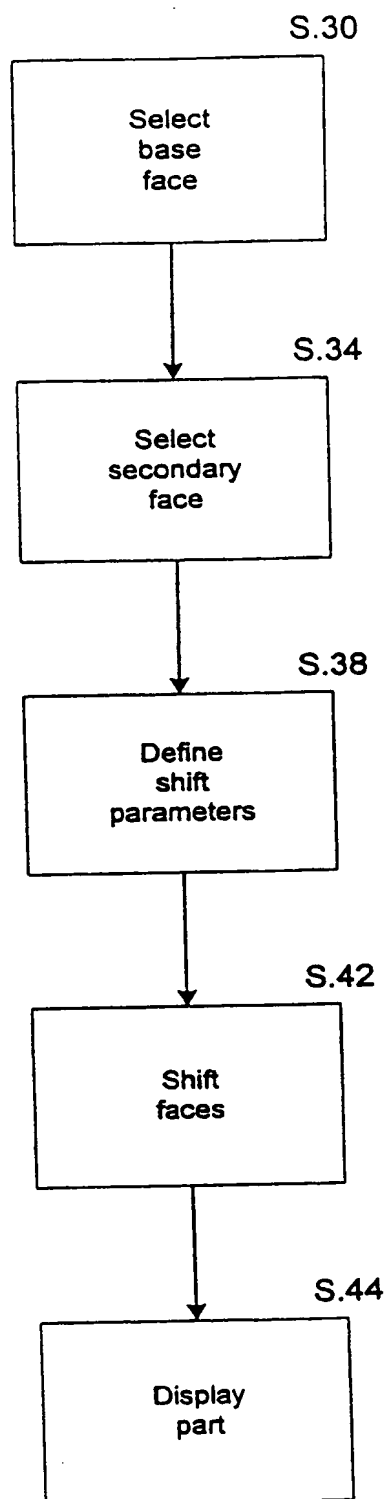 S.30
Select
base
face
S.34
Select
secondary
face
S.38
Define
shift
parameters
S.42
Shift
faces
S.44
Display
part